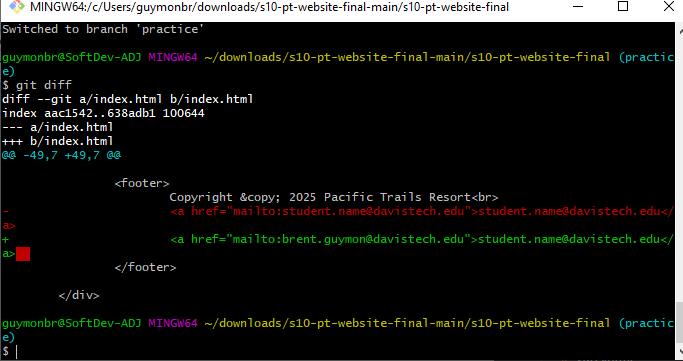 MINGW64:/c/Users/guymonbr/downloads/s10-pt-website-final-main/s10-pt-website-final
Switched to branch 'practice'
guymonbr@SoftDev-ADJ MINGW64 ~/downloads/s10-pt-website-final-main/s10-pt-website-final (practic
e)
$ git diff
diff --git a/index.html b/index.html
index aac1542..638adb1 100644
--- a/index.html
+++ b/index.html
@@ -49,7 +49,7 @@
<footer>
Copyright &copy; 2025 Pacific Trails Resort<br>
- <a href="mailto:student.name@davistech.edu">student.name@davistech.edu</
a>
+ <a href="mailto:brent.guymon@davistech.edu">student.name@davistech.edu</
a>
</footer>
</div>
guymonbr@SoftDev-ADJ MINGW64 ~/downloads/s10-pt-website-final-main/s10-pt-website-final (practic
e)
$